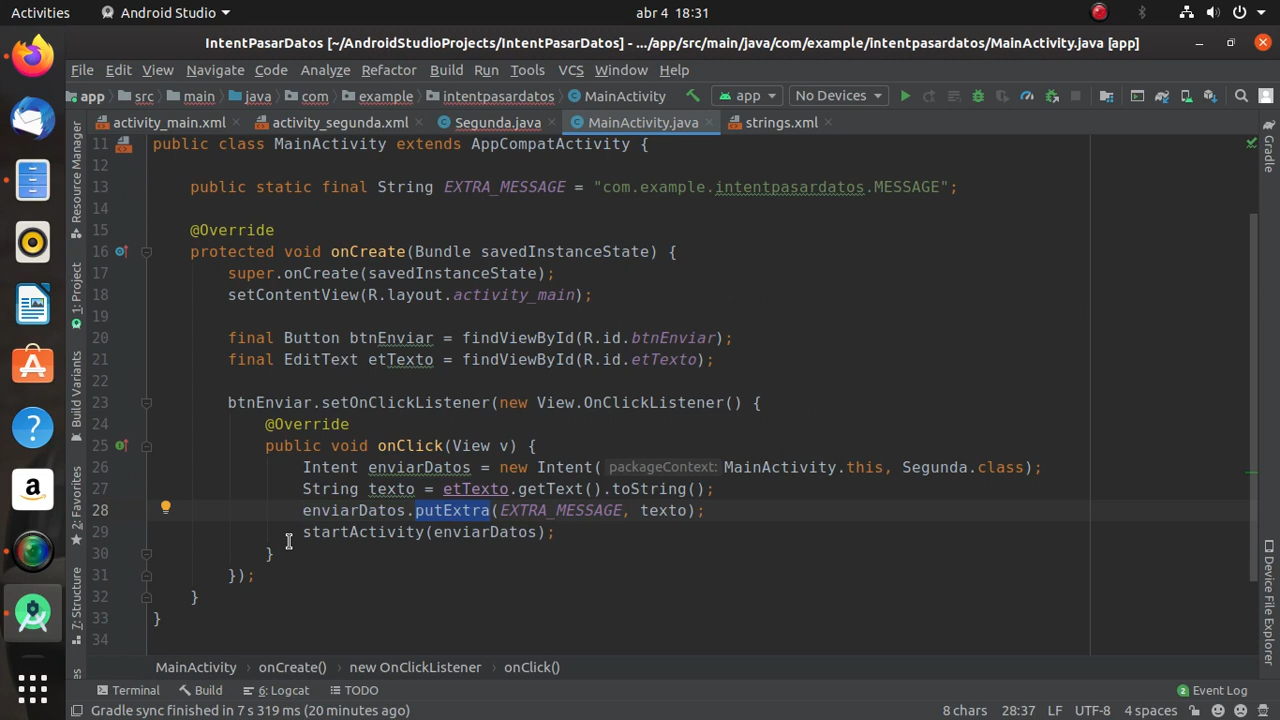 Activities Android Studio abr 4 18:31
IntentPasarDatos [~/AndroidStudioProjects/IntentPasarDatos] - .../app/src/main/java/com/example/intentpasardatos/MainActivity.java [app]
File Edit View Navigate Code Analyze Refactor Build Run Tools VCS Window Help
app src main java com example intentpasardatos MainActivity app No Devices
activity_main.xml activity_segunda.xml Segunda.java MainActivity.java strings.xml
11 public class MainActivity extends AppCompatActivity {
12
13 public static final String EXTRA_MESSAGE = "com.example.intentpasardatos.MESSAGE";
14
15 @Override
16 protected void onCreate(Bundle savedInstanceState) {
17 super.onCreate(savedInstanceState);
18 setContentView(R.layout.activity_main);
19
20 final Button btnEnviar = findViewById(R.id.btnEnviar);
21 final EditText etTexto = findViewById(R.id.etTexto);
22
23 btnEnviar.setOnClickListener(new View.OnClickListener() {
24 @Override
25 public void onClick(View v) {
26 Intent enviarDatos = new Intent( packageContext: MainActivity.this, Segunda.class);
27 String texto = etTexto.getText().toString();
28 enviarDatos.putExtra(EXTRA_MESSAGE, texto);
29 startActivity(enviarDatos);
30 }
31 });
32 }
33 }
34
MainActivity onCreate() new OnClickListener onClick()
Terminal Build 6: Logcat TODO 2 Event Log
Gradle sync finished in 7 s 319 ms (20 minutes ago) 8 chars 28:37 LF UTF-8 4 spaces
Resource Manager
1: Project
Build Variants
2: Favorites
7: Structure
Gradle
Device File Explorer